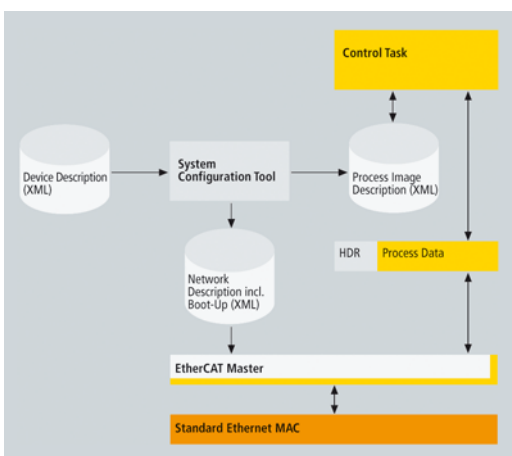 Control Task
Device Description
(XML)
System
Configuration Tool
Process Image
Description (XML)
HDR
Process Data
Network
Description incl.
Boot-Up (XML)
EtherCAT Master
Standard Ethernet MAC